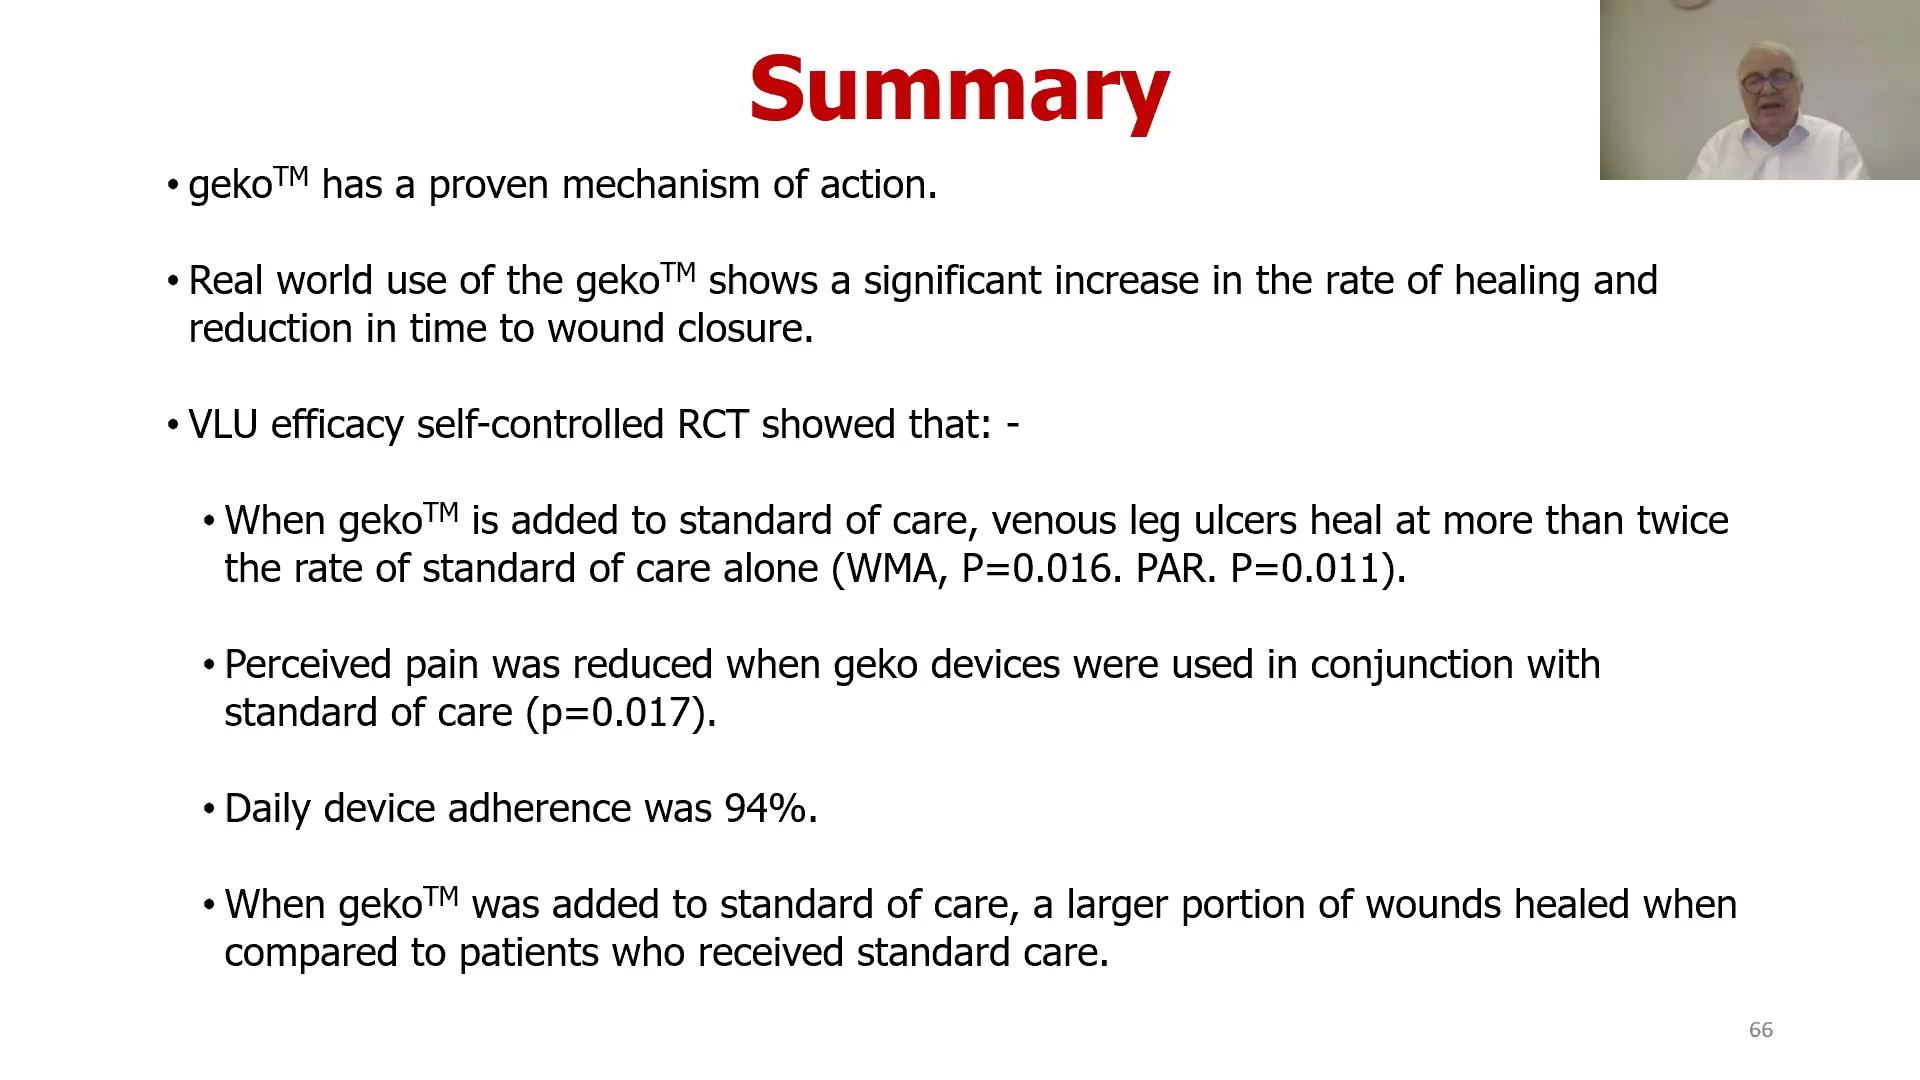 Summary
• geko™ has a proven mechanism of action.
• Real world use of the geko™ shows a significant increase in the rate of healing and
reduction in time to wound closure.
• VLU efficacy self-controlled RCT showed that: -
• When geko™ is added to standard of care, venous leg ulcers heal at more than twice
the rate of standard of care alone (WMA, P=0.016. PAR. P=0.011).
• Perceived pain was reduced when geko devices were used in conjunction with
standard of care (p=0.017).
• Daily device adherence was 94%.
• When geko™ was added to standard of care, a larger portion of wounds healed when
compared to patients who received standard care.
66